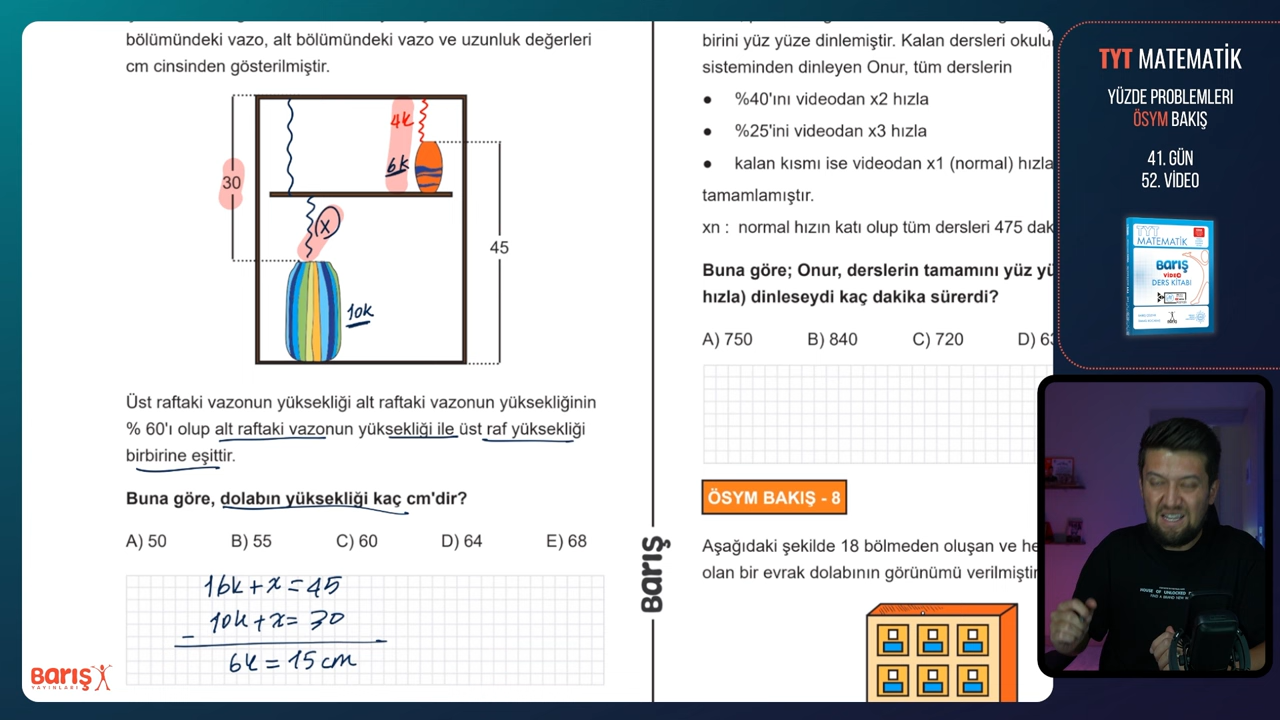 bölümündeki vazo, alt bölümündeki vazo ve uzunluk değerleri
cm cinsinden gösterilmiştir.
30
4k
6k
x
45
10k
Üst raftaki vazonun yüksekliği alt raftaki vazonun yüksekliğinin
% 60'ı olup alt raftaki vazonun yüksekliği ile üst raf yüksekliği
birbirine eşittir.
Buna göre, dolabın yüksekliği kaç cm'dir?
A) 50 B) 55 C) 60 D) 64 E) 68
16k + x = 45
10k + x = 30
6k = 15 cm
BARIŞ
YAYINLARI
Barış
birini yüz yüze dinlemiştir. Kalan dersleri
sisteminden dinleyen Onur, tüm derslerin
• %40'ını videodan x2 hızla
• %25'ini videodan x3 hızla
• kalan kısmı ise videodan x1 (normal) hızla
tamamlamıştır.
xn : normal hızın katı olup tüm dersleri 475 dak
Buna göre; Onur, derslerin tamamını yüz
hızla) dinleseydi kaç dakika sürerdi?
A) 750 B) 840 C) 720 D)
ÖSYM BAKIŞ - 8
Aşağıdaki şekilde 18 bölmeden oluşan ve he
olan bir evrak dolabının görünümü verilmiştir
TYT MATEMATİK
YÜZDE PROBLEMLERİ
ÖSYM BAKIŞ
41. GÜN
52. VİDEO
TYT
MATEMATİK
BARIŞ
VİDEO
DERS KİTABI
HOUSE OF UNLOCKED